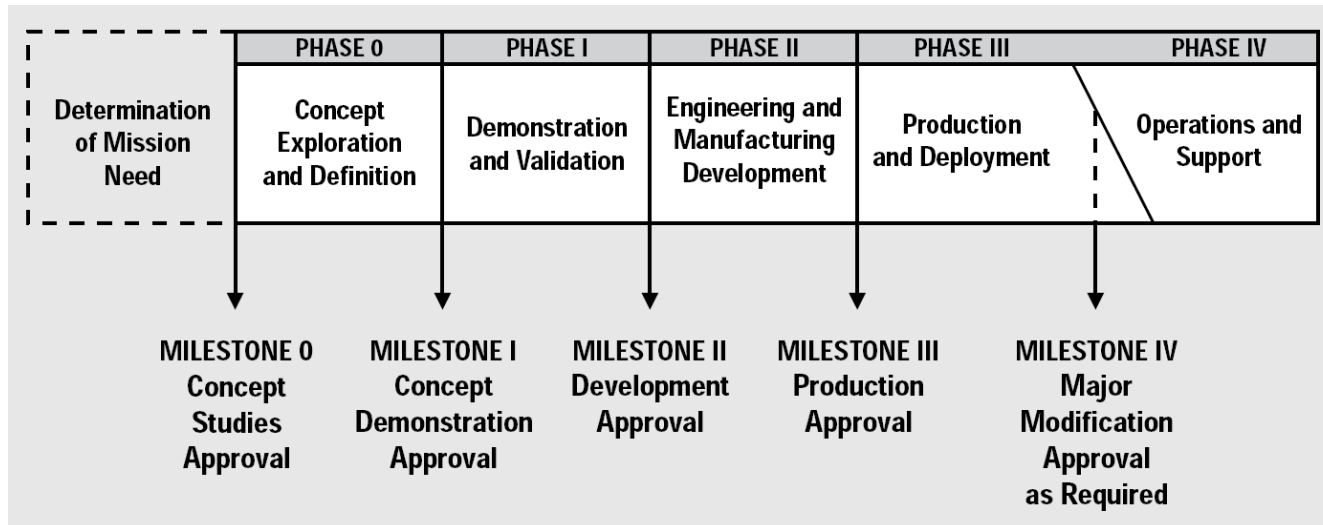 PHASE 0
PHASE I
PHASE II
PHASE III
PHASE IV
Determination
of Mission
Need
Concept
Exploration
and Definition
Demonstration
and Validation
Engineering and
Manufacturing
Development
Production
and Deployment
Operations and
Support
MILESTONE 0
Concept
Studies
Approval
MILESTONE I
Concept
Demonstration
Approval
MILESTONE II
Development
Approval
MILESTONE III
Production
Approval
MILESTONE IV
Major
Modification
Approval
as Required